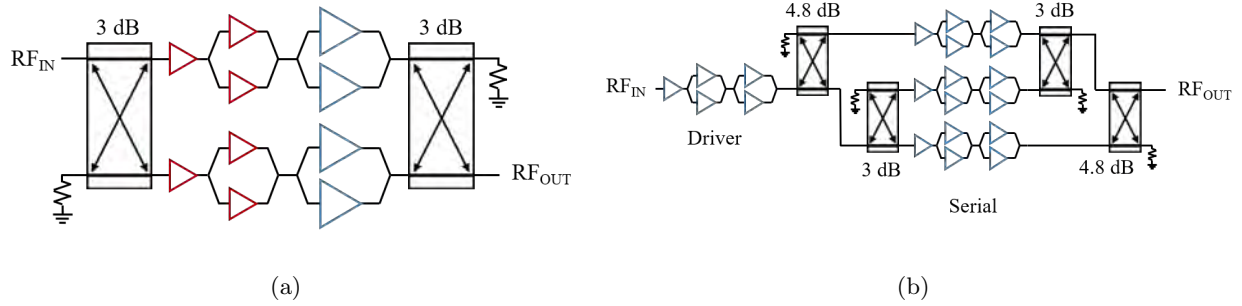 3 dB
3 dB
RF_IN
RF_OUT
(a)
4.8 dB
3 dB
RF_IN
RF_OUT
Driver
3 dB
4.8 dB
Serial
(b)